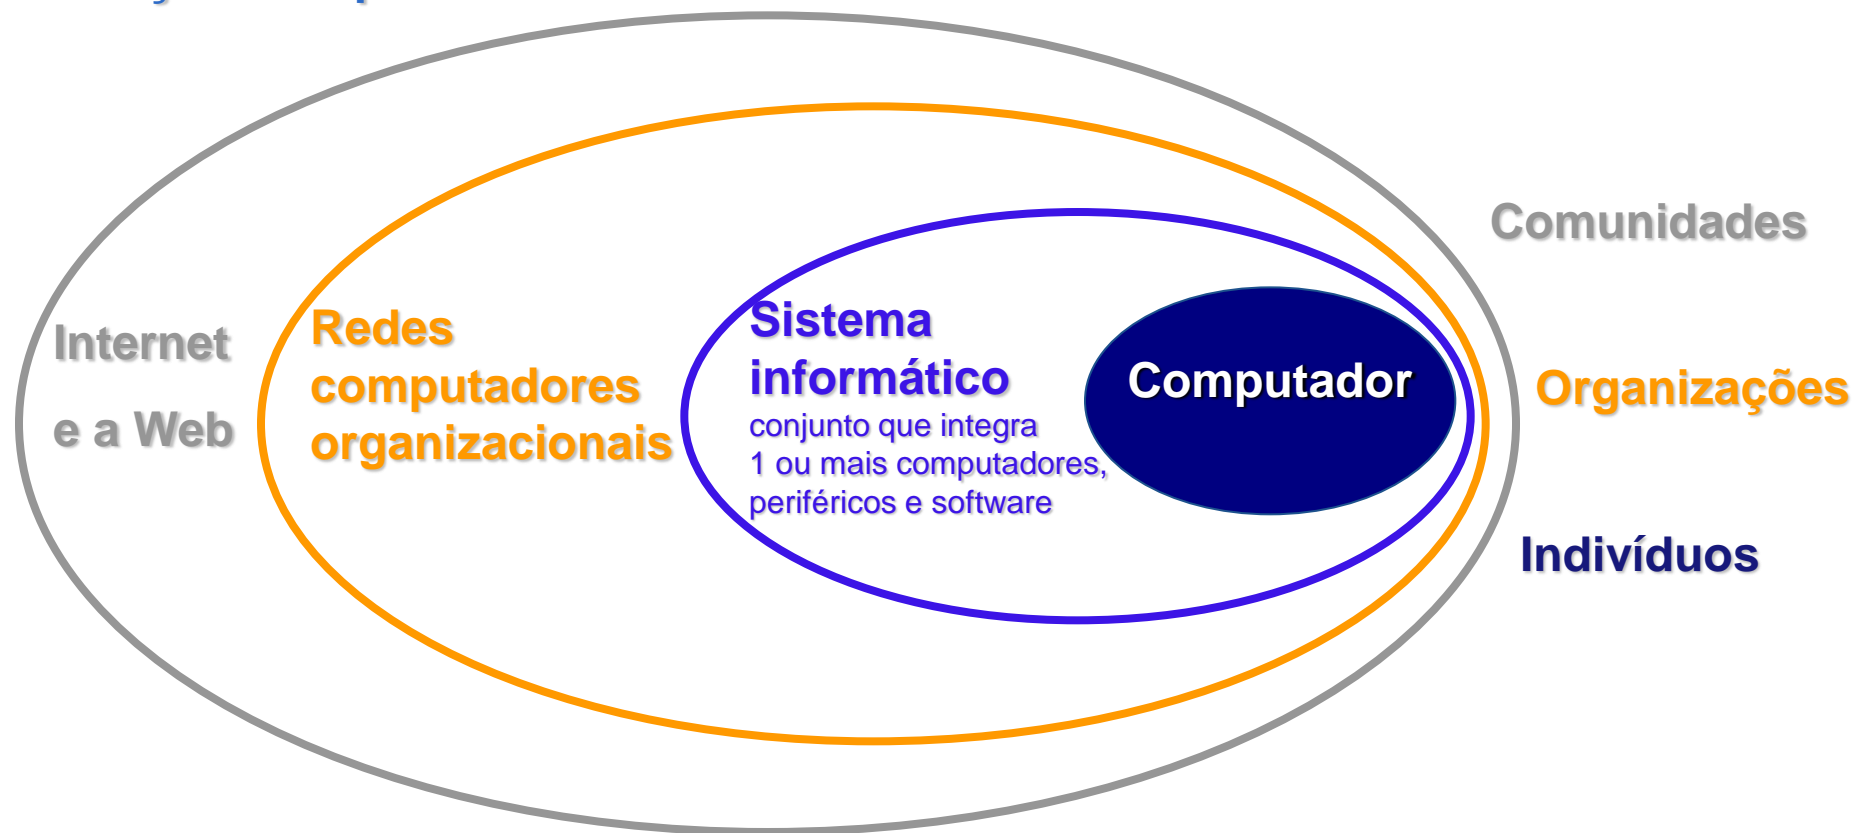 Internet
e a Web
Redes
computadores
organizacionais
Sistema
informático
conjunto que integra
1 ou mais computadores,
periféricos e software
Computador
Comunidades
Organizações
Indivíduos